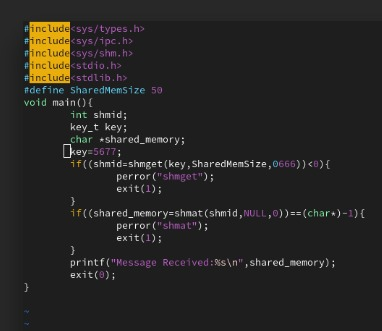 #include<sys/types.h>
#include<sys/ipc.h>
#include<sys/shm.h>
#include<stdio.h>
#include<stdlib.h>
#define SharedMemSize 50
void main(){
        int shmid;
        key_t key;
        char *shared_memory;
        key=5677;
        if((shmid=shmget(key,SharedMemSize,0666))<0){
                perror("shmget");
                exit(1);
        }
        if((shared_memory=shmat(shmid,NULL,0))==(char*)-1){
                perror("shmat");
                exit(1);
        }
        printf("Message Received:%s\n",shared_memory);
        exit(0);
}
~
~